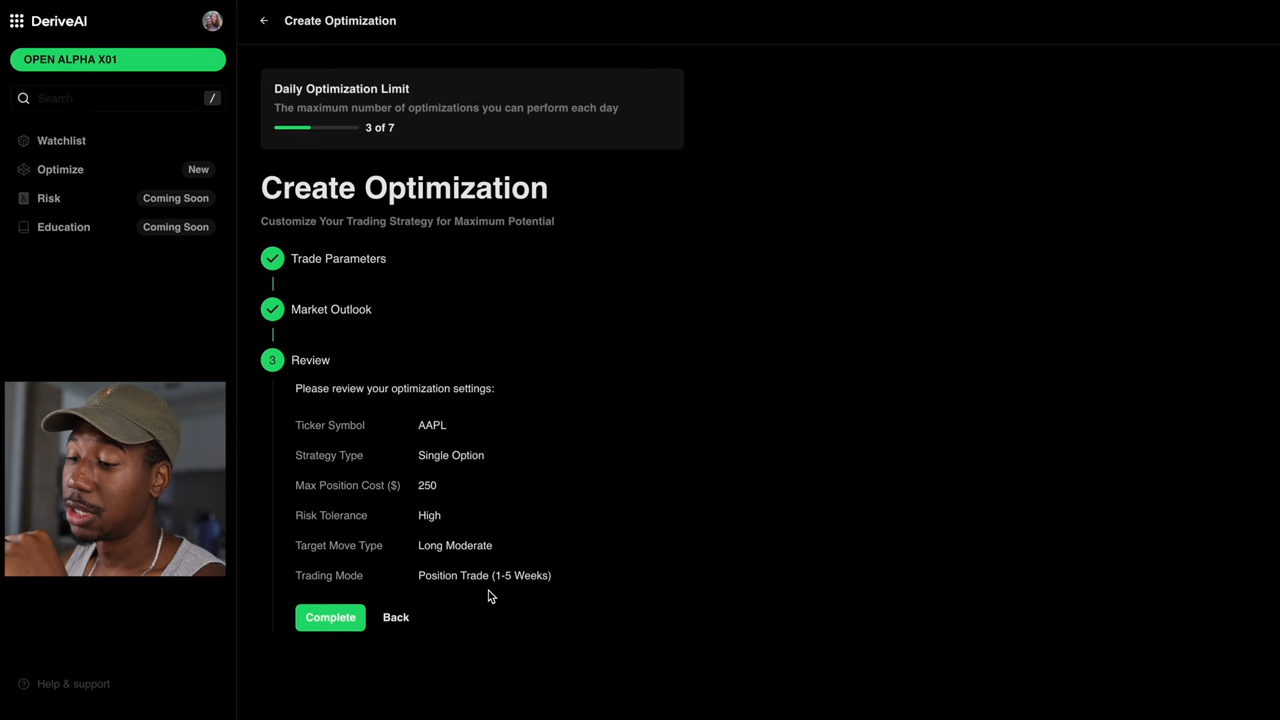 DeriveAI
OPEN ALPHA X01
Search
/
Watchlist
Optimize New
Risk Coming Soon
Education Coming Soon
Help & support
Create Optimization
Daily Optimization Limit
The maximum number of optimizations you can perform each day
3 of 7
Create Optimization
Customize Your Trading Strategy for Maximum Potential
Trade Parameters
Market Outlook
3 Review
Please review your optimization settings:
Ticker Symbol AAPL
Strategy Type Single Option
Max Position Cost ($) 250
Risk Tolerance High
Target Move Type Long Moderate
Trading Mode Position Trade (1-5 Weeks)
Complete Back